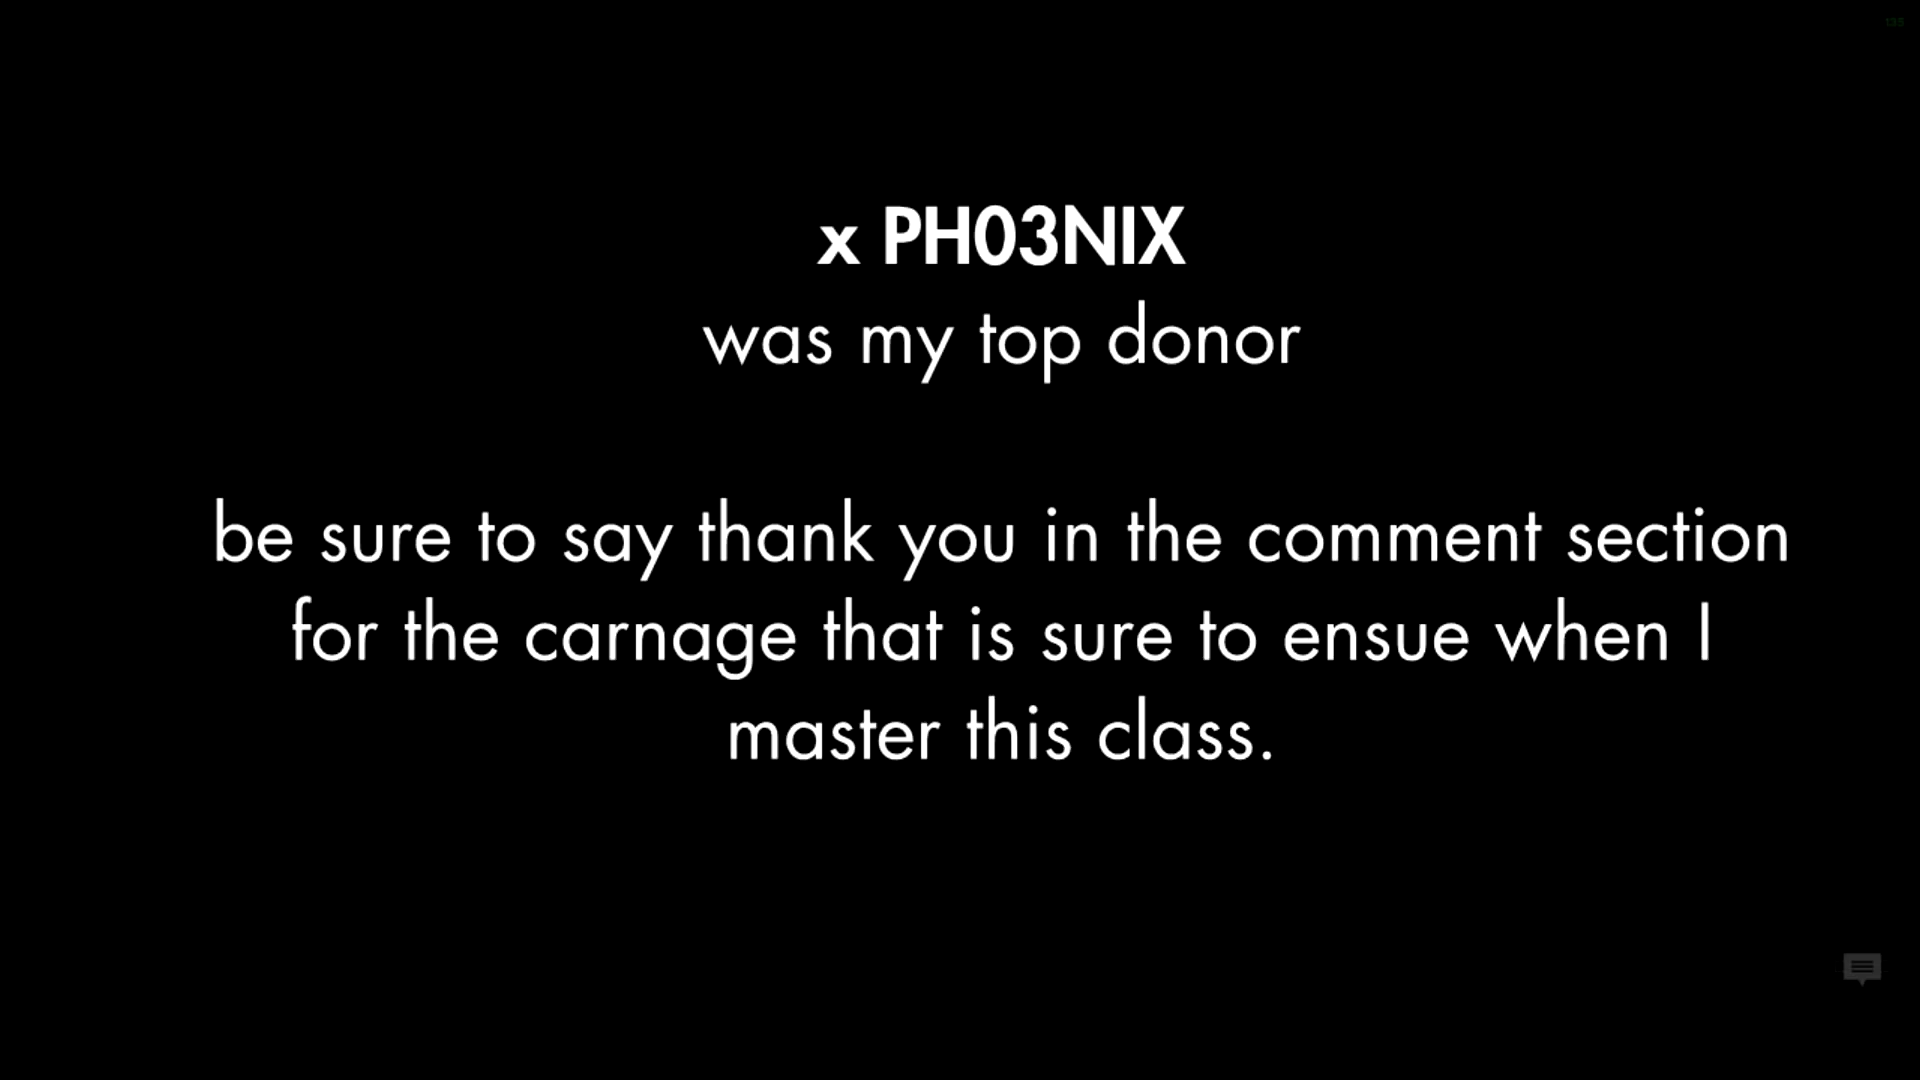 x PH03NIX
was my top donor
be sure to say thank you in the comment section
for the carnage that is sure to ensue when I
master this class.